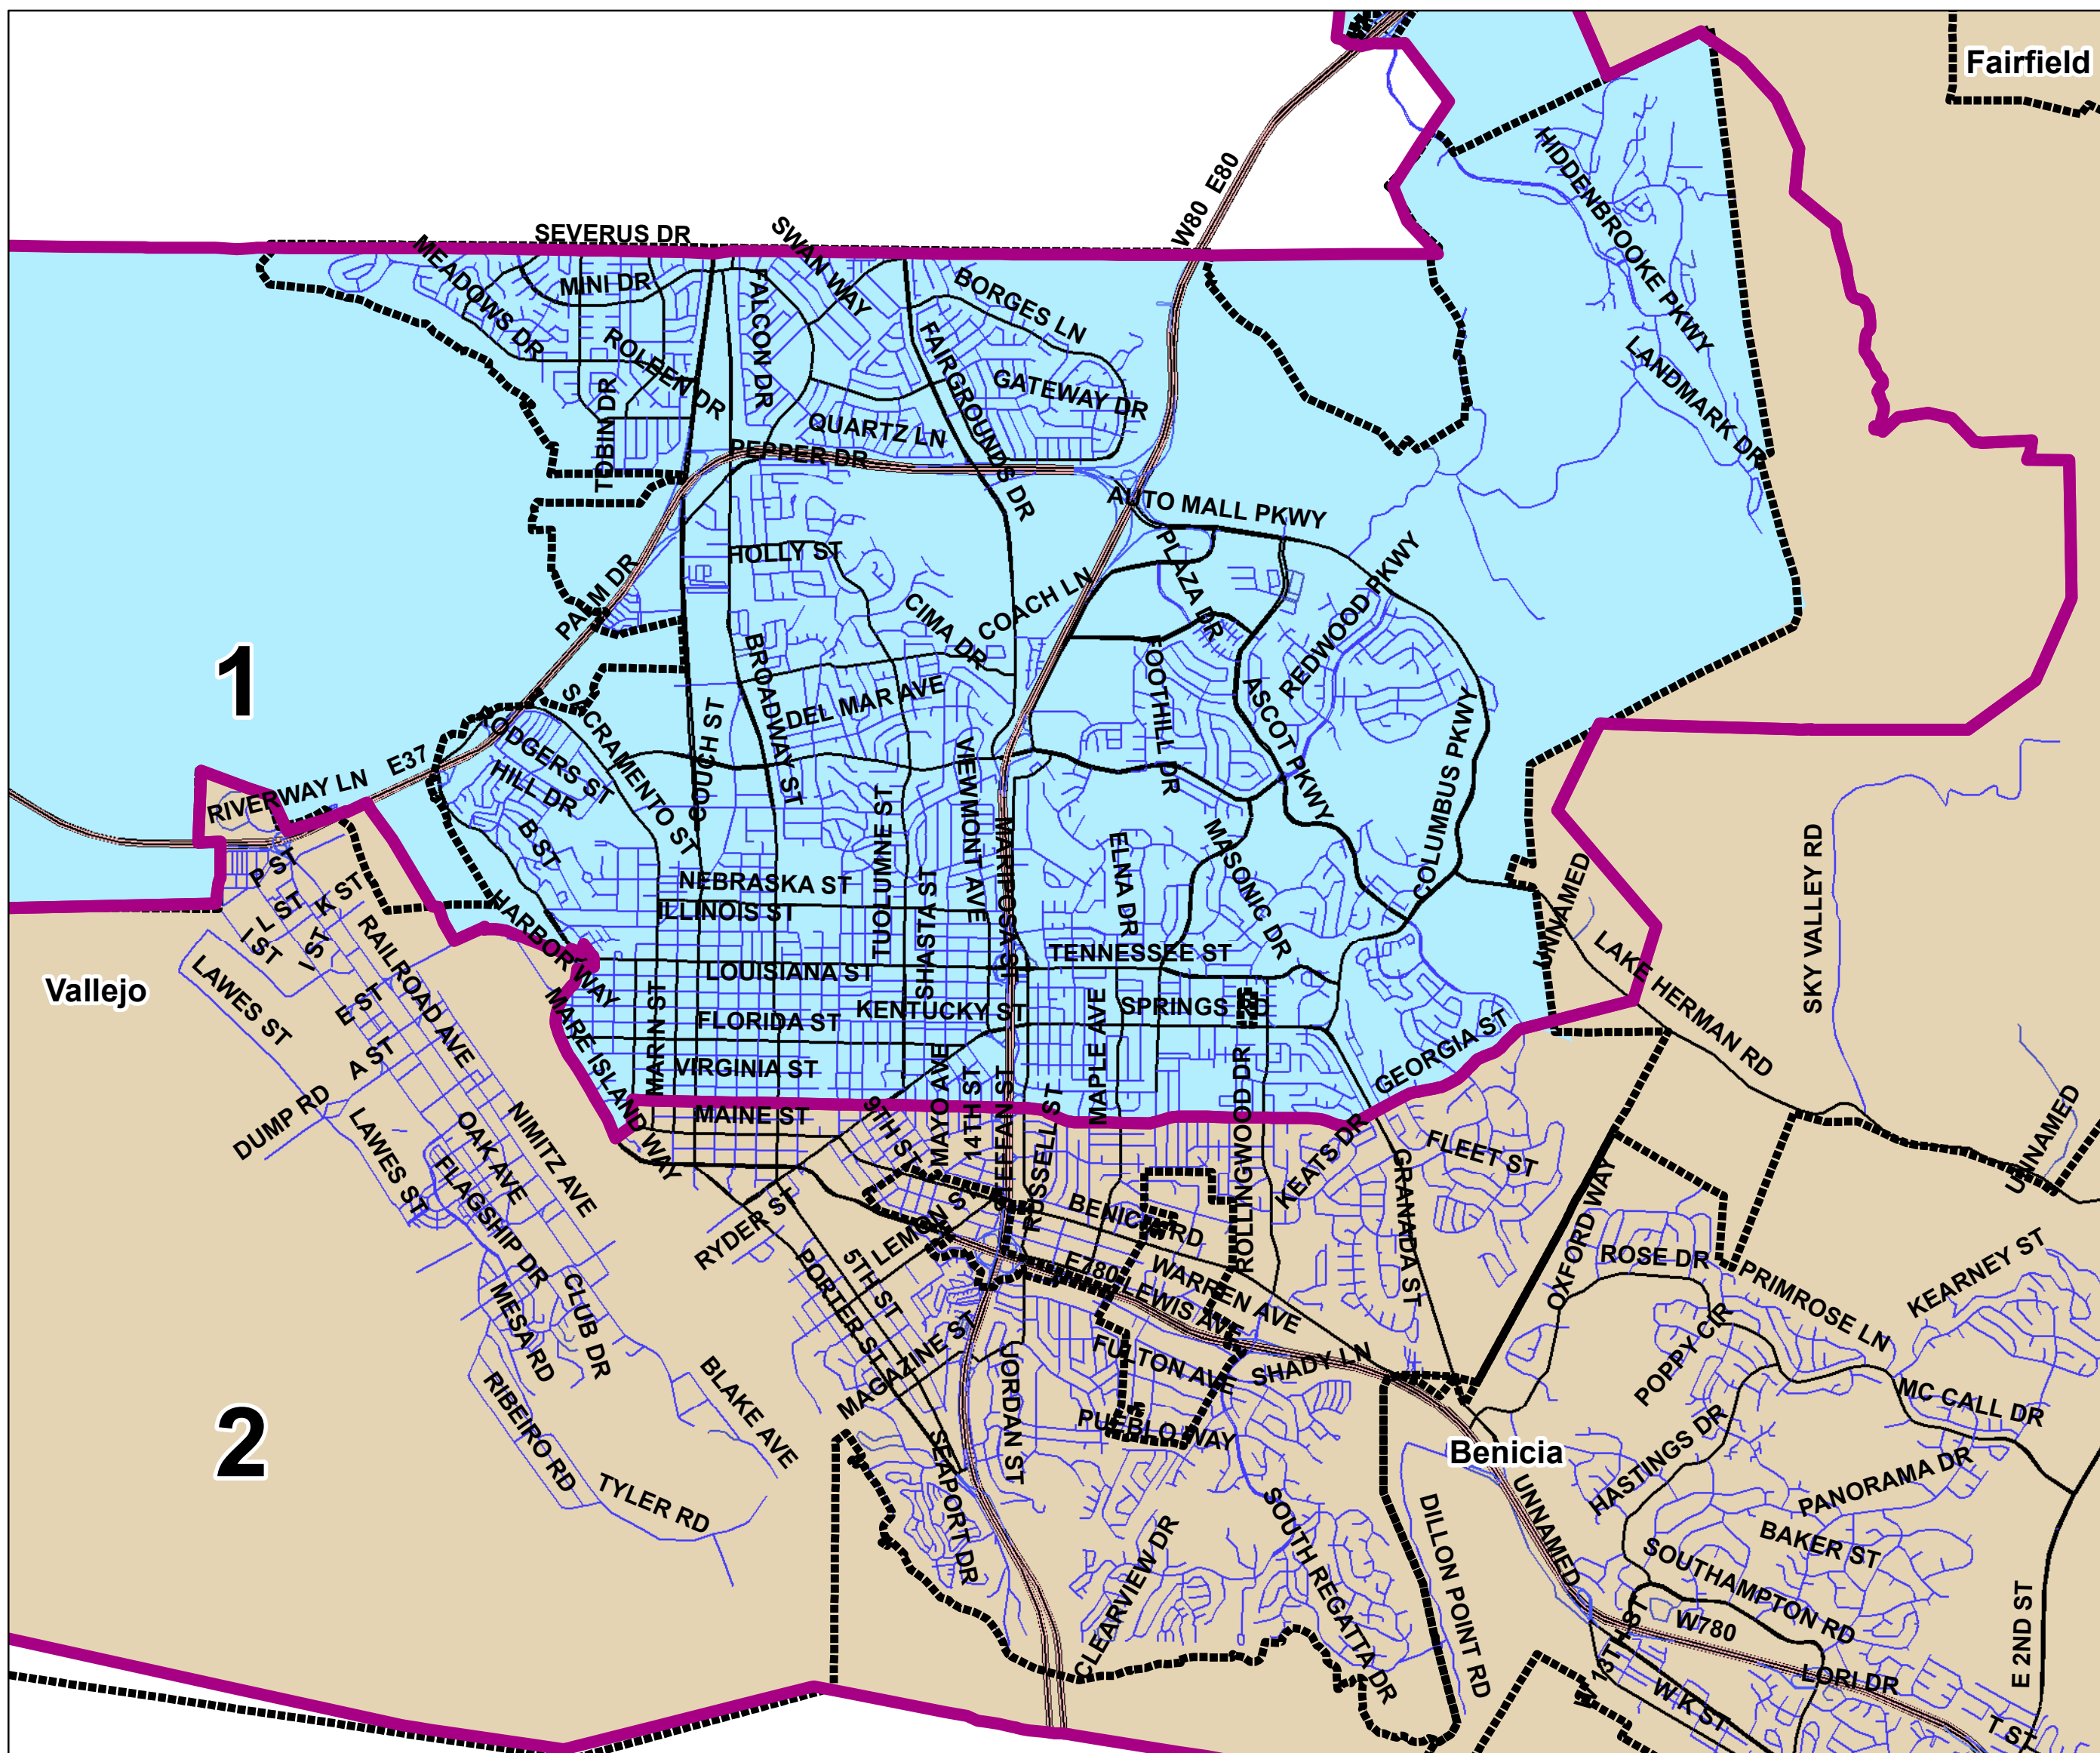 Fairfield
W80 E80
HIDDENBROOKE PKWY
SEVERUS DR
SWAN WAY
MEADOWS DR
MINI DR
FALCON DR
BORGES LN
ROLEEN DR
FAIRGROUNDS DR
LANDMARK DR
TOBIN DR
GATEWAY DR
QUARTZ LN
PEPPER DR
AUTO MALL PKWY
HOLLY ST
PLAZA DR
REDWOOD PKWY
PALM DR
CIMA DR
COACH LN
1
BROADWAY ST
FOOTHILL DR
SACRAMENTO ST
DEL MAR AVE
ASCOT PKWY
COUCH ST
COLUMBUS PKWY
RODGERS ST
HILL DR
E37
RIVERWAY LN
VIEWMONT AVE
TUOLUMNE ST
MARIPOSA ST
B ST
ELNA DR
MASONIC DR
SKY VALLEY RD
P ST
K ST
L ST
I ST
NEBRASKA ST
ILLINOIS ST
SHASTA ST
UNNAMED
HARBOR WAY
RAILROAD AVE
LAKE HERMAN RD
TENNESSEE ST
LAWES ST
LOUISIANA ST
Vallejo
E ST
MARE ISLAND WAY
MARIN ST
KENTUCKY ST
FLORIDA ST
SPRINGS RD
MAPLE AVE
GEORGIA ST
A ST
VIRGINIA ST
DUMP RD
MAINE ST
9TH ST
MAYO AVE
14TH ST
STEFFAN ST
RUSSELL ST
ROLLINGWOOD DR
KEATS DR
FLEET ST
UNNAMED
LAWES ST
OAK AVE
NIMITZ AVE
FLAGSHIP DR
GRANADA ST
OXFORD WAY
RYDER ST
LEMON ST
BENICIA RD
5TH ST
PORTER ST
E780
WARREN AVE
LEWIS AVE
ROSE DR
PRIMROSE LN
KEARNEY ST
MESA RD
CLUB DR
MAGAZINE ST
JORDAN ST
FULTON AVE
SHADY LN
POPPY CIR
RIBEIRO RD
BLAKE AVE
2
PUEBLO WAY
MC CALL DR
Benicia
HASTINGS DR
SEAPORT DR
TYLER RD
CLEARVIEW DR
SOUTH REGATTA DR
DILLON POINT RD
UNNAMED
PANORAMA DR
BAKER ST
SOUTHAMPTON RD
13TH ST
W780
E 2ND ST
LORI DR
W K ST
T ST